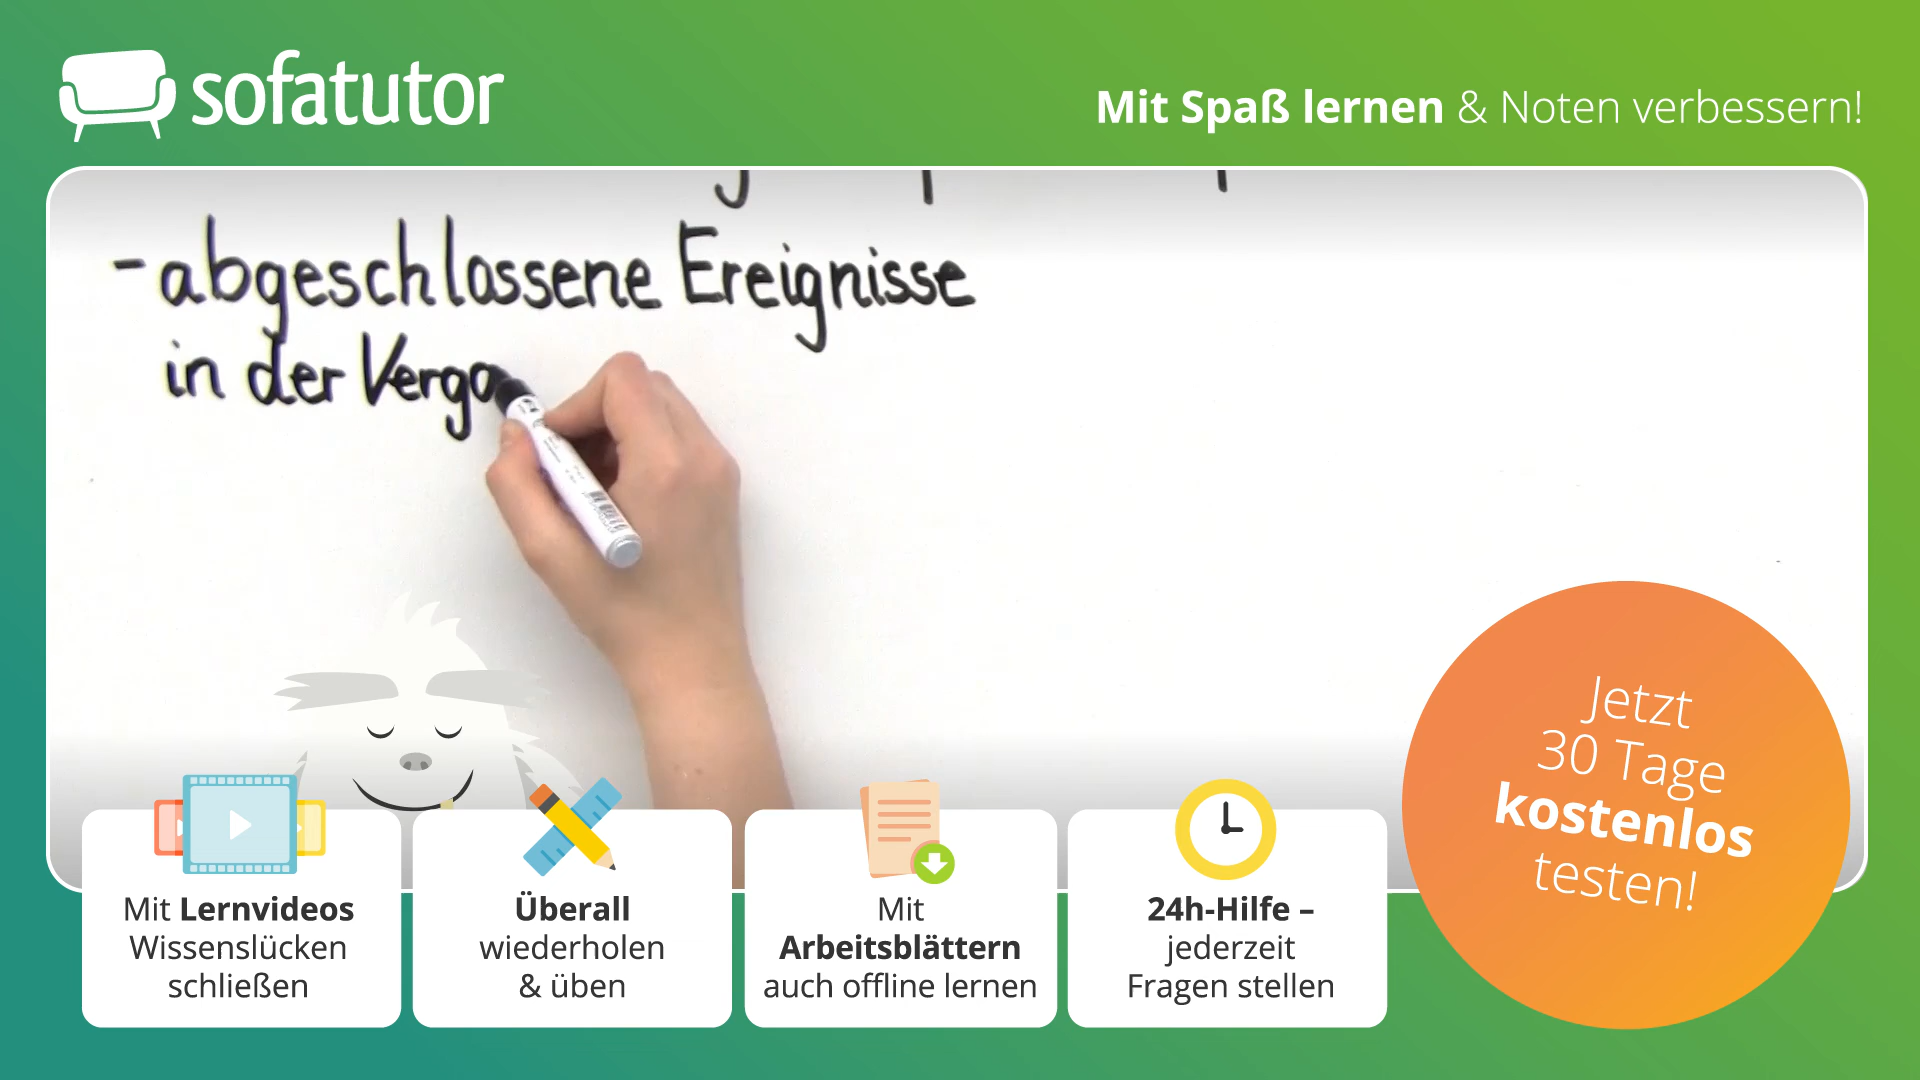 sofatutor
Mit Spaß lernen & Noten verbessern!
- abgeschlossene Ereignisse
in der Verga
Jetzt
30 Tage
kostenlos
testen!
Mit Lernvideos
Wissenslücken
schließen
Überall
wiederholen
& üben
Mit
Arbeitsblättern
auch offline lernen
24h-Hilfe –
jederzeit
Fragen stellen